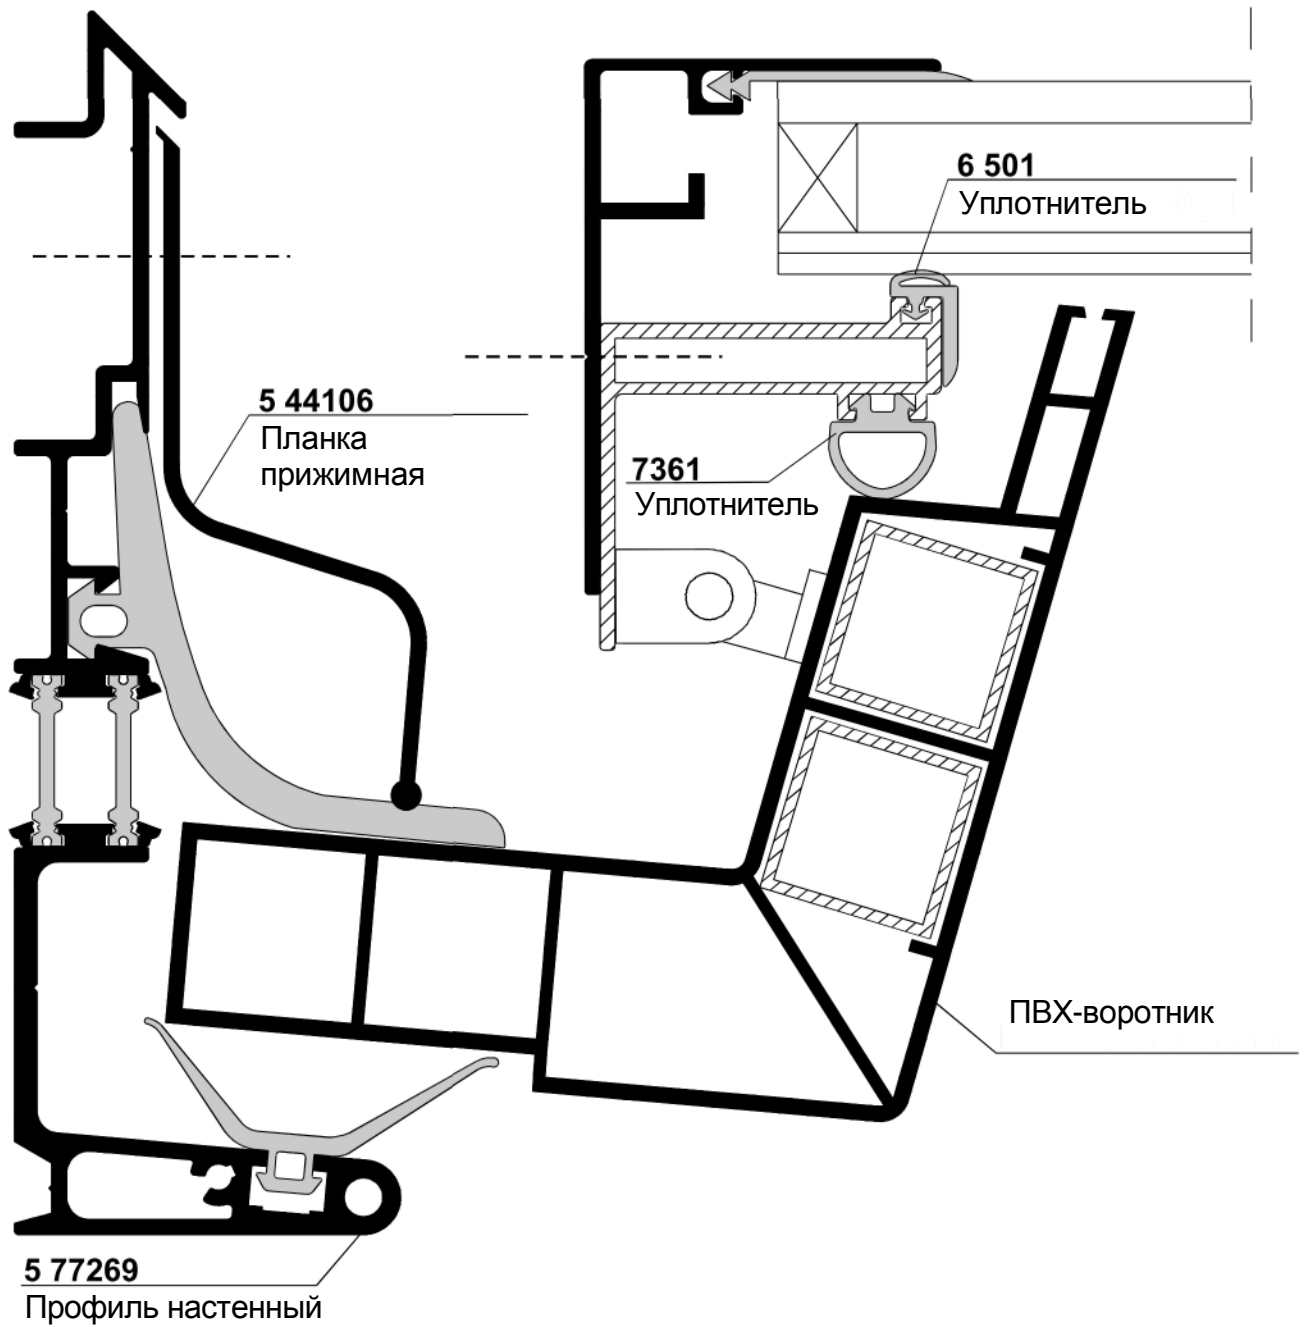 6 501
Уплотнитель
5 44106
Планка
прижимная
7361
Уплотнитель
ПВХ-воротник
5 77269
Профиль настенный